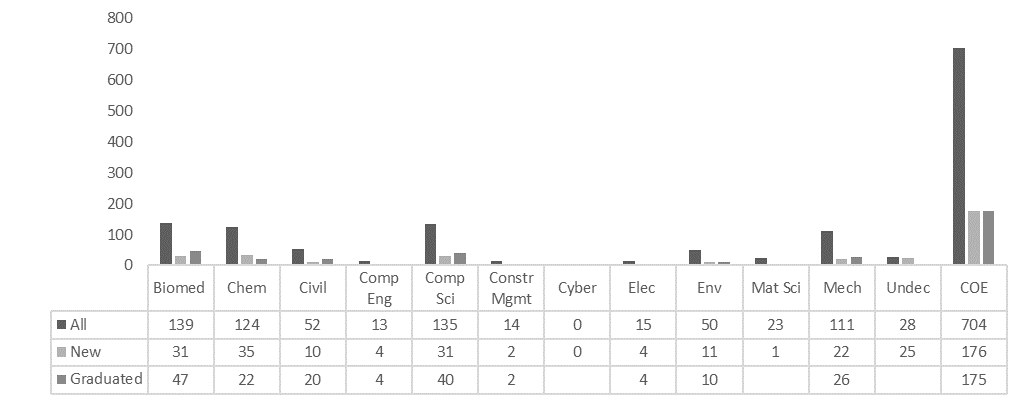 800
700
600
500
400
300
200
100
0
Biomed Chem Civil Comp Eng Comp Sci Constr Mgmt Cyber Elec Env Mat Sci Mech Undec COE
All 139 124 52 13 135 14 0 15 50 23 111 28 704
New 31 35 10 4 31 2 0 4 11 1 22 25 176
Graduated 47 22 20 4 40 2 4 10 26 175